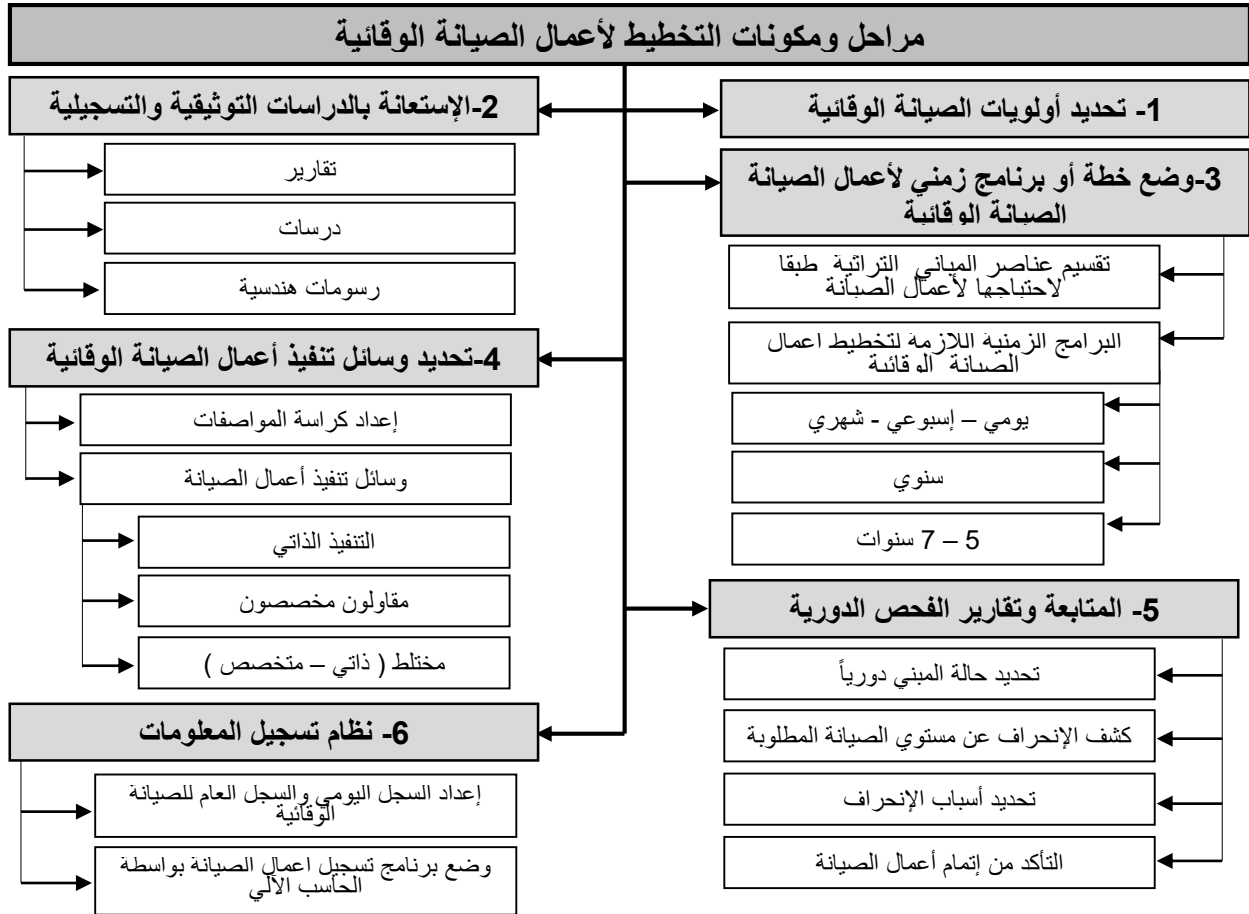 مراحل ومكونات التخطيط لأعمال الصيانة الوقائية
1- تحديد أولويات الصيانة الوقائية
2-الإستعانة بالدراسات التوثيقية والتسجيلية
تقارير
درسات
رسومات هندسية
3-وضع خطة أو برنامج زمني لأعمال الصيانة
الصيانة الوقائية
تقسيم عناصر المباني التراثية طبقا
لاحتياجها لأعمال الصيانة
البرامج الزمنية اللازمة لتخطيط اعمال
الصيانة الوقائية
يومي – إسبوعي - شهري
سنوي
5 – 7 سنوات
4-تحديد وسائل تنفيذ أعمال الصيانة الوقائية
إعداد كراسة المواصفات
وسائل تنفيذ أعمال الصيانة
التنفيذ الذاتي
مقاولون مخصصون
مختلط ( ذاتي – متخصص )
5- المتابعة وتقارير الفحص الدورية
تحديد حالة المبني دورياً
كشف الإنحراف عن مستوي الصيانة المطلوبة
تحديد أسباب الإنحراف
التأكد من إتمام أعمال الصيانة
6- نظام تسجيل المعلومات
إعداد السجل اليومي والسجل العام للصيانة
الوقائية
وضع برنامج تسجيل اعمال الصيانة بواسطة
الحاسب الآلي